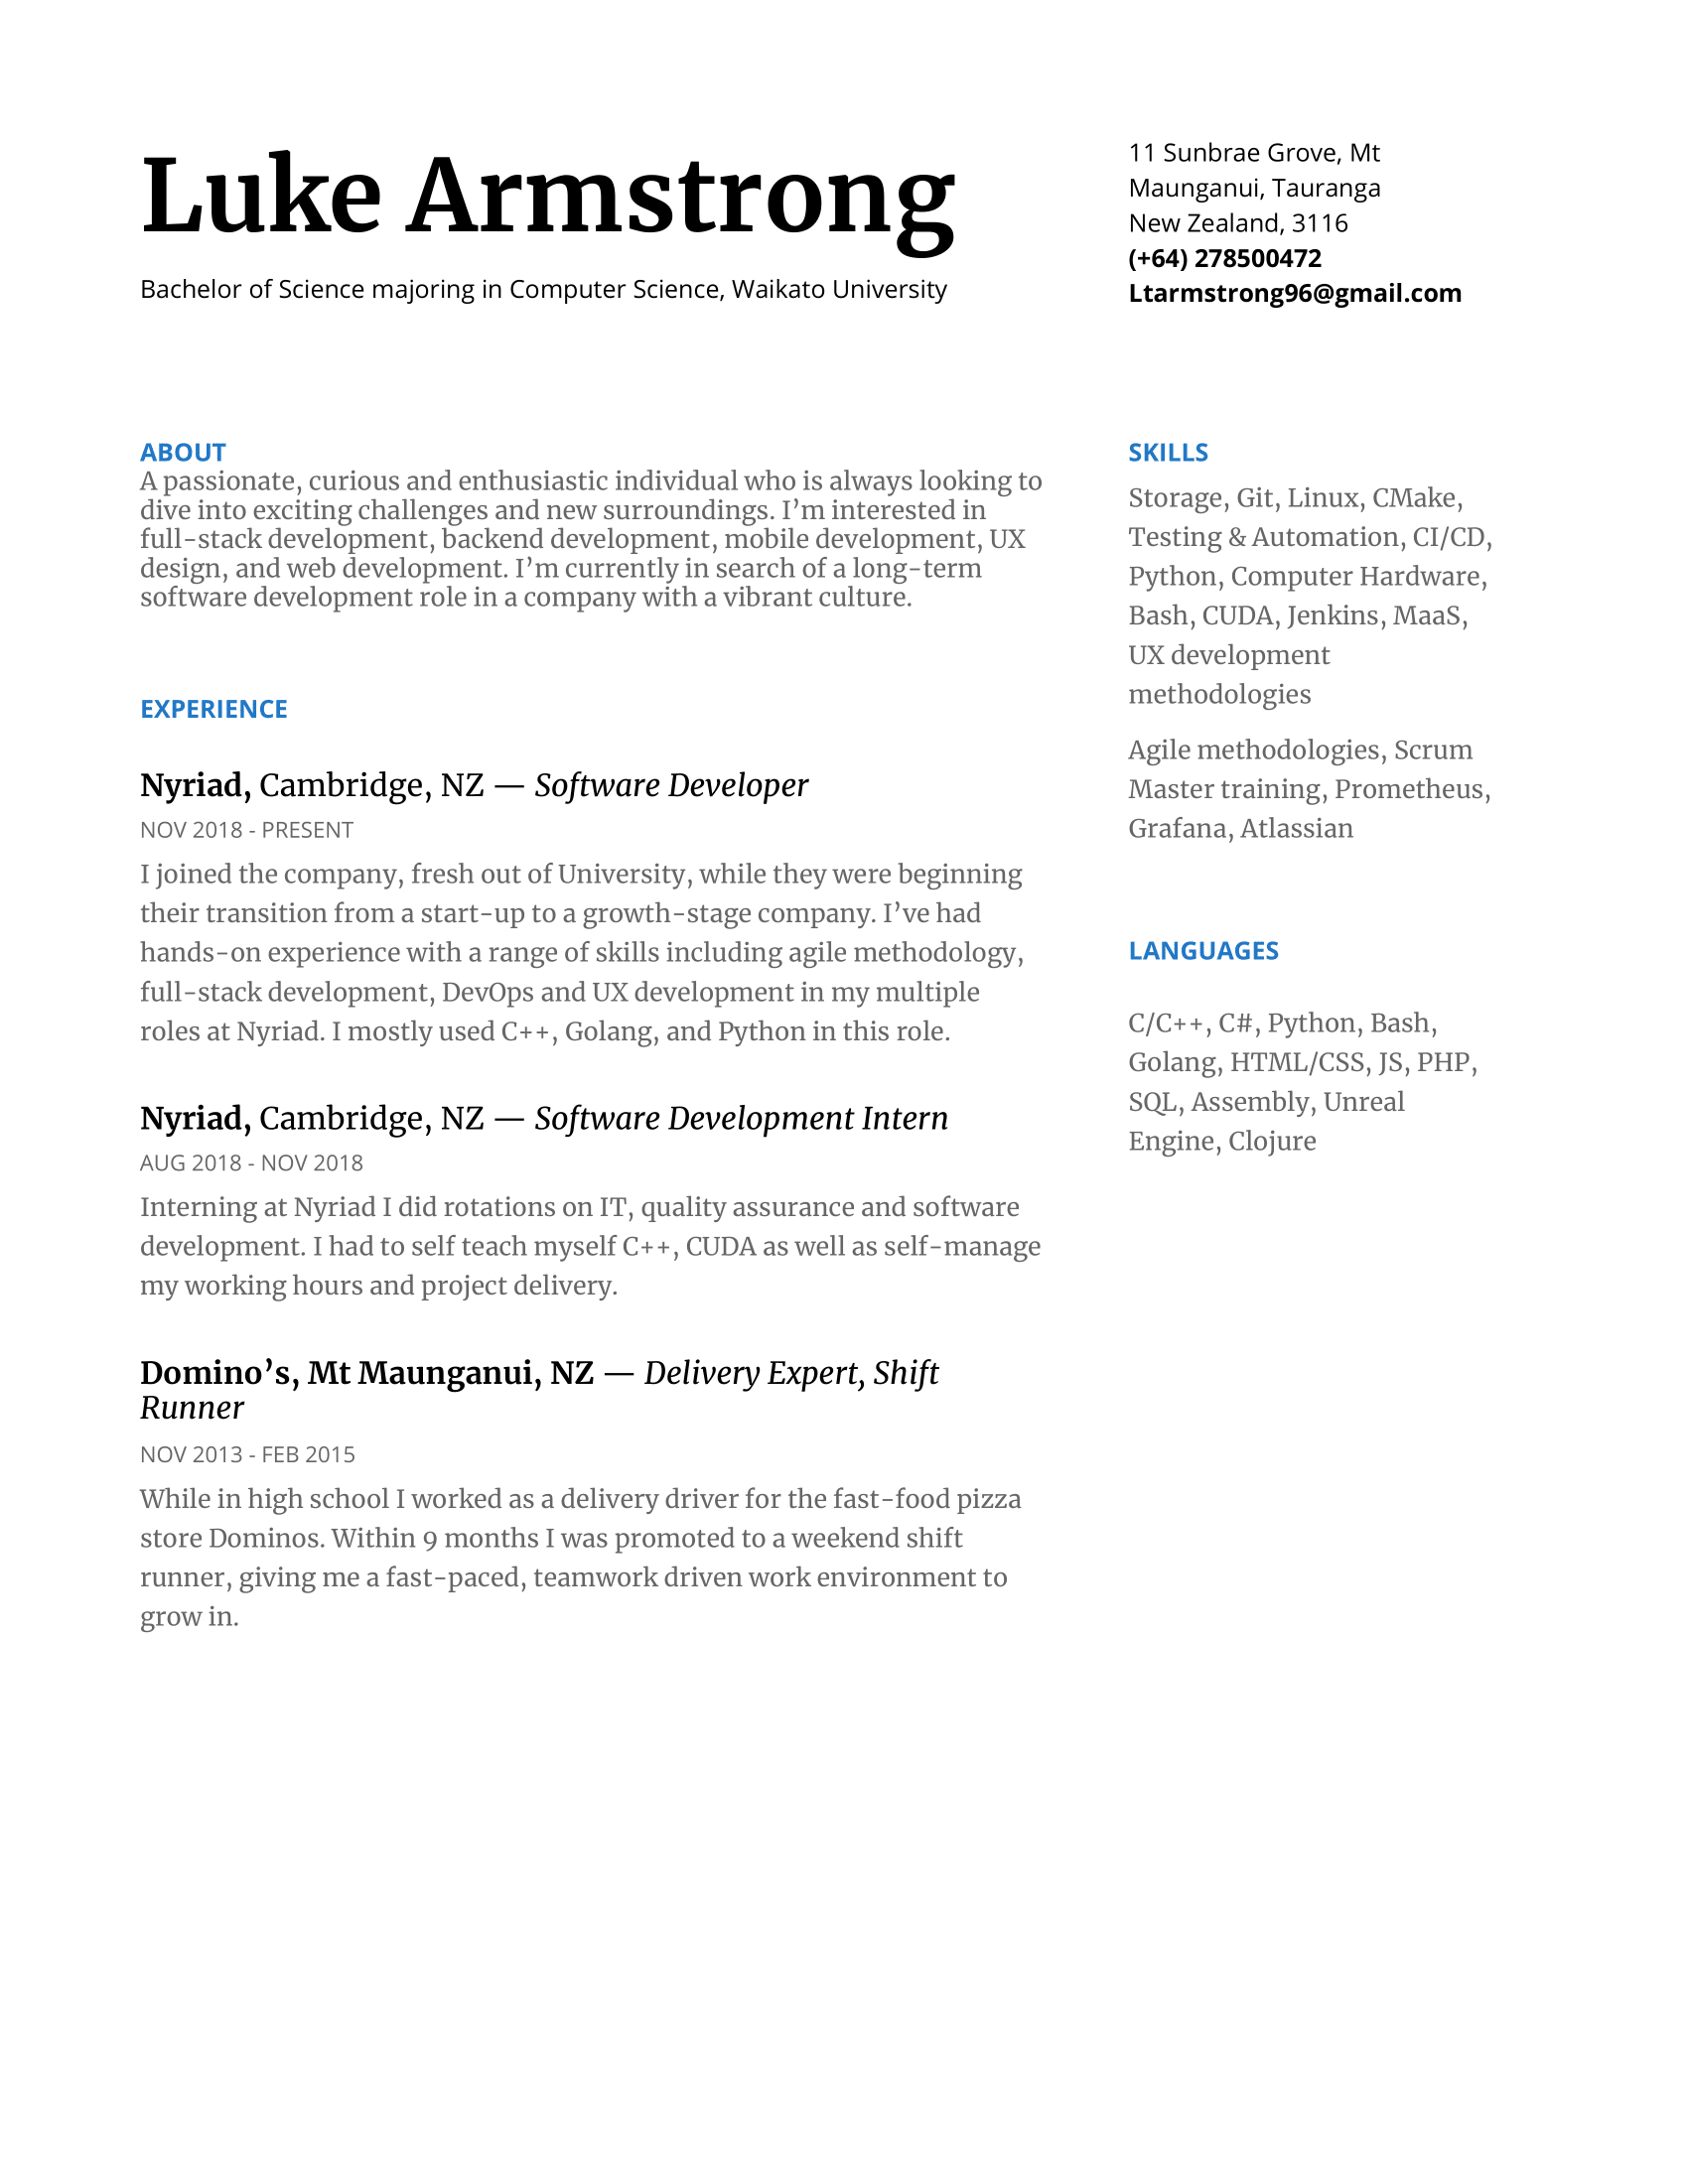 Luke Armstrong
Bachelor of Science majoring in Computer Science, Waikato University
11 Sunbrae Grove, Mt
Maunganui, Tauranga
New Zealand, 3116
(+64) 278500472
Ltarmstrong96@gmail.com
ABOUT
A passionate, curious and enthusiastic individual who is always looking to
dive into exciting challenges and new surroundings. I’m interested in
full-stack development, backend development, mobile development, UX
design, and web development. I’m currently in search of a long-term
software development role in a company with a vibrant culture.
EXPERIENCE
Nyriad, Cambridge, NZ — Software Developer
NOV 2018 - PRESENT
I joined the company, fresh out of University, while they were beginning
their transition from a start-up to a growth-stage company. I’ve had
hands-on experience with a range of skills including agile methodology,
full-stack development, DevOps and UX development in my multiple
roles at Nyriad. I mostly used C++, Golang, and Python in this role.
Nyriad, Cambridge, NZ — Software Development Intern
AUG 2018 - NOV 2018
Interning at Nyriad I did rotations on IT, quality assurance and software
development. I had to self teach myself C++, CUDA as well as self-manage
my working hours and project delivery.
Domino’s, Mt Maunganui, NZ — Delivery Expert, Shift
Runner
NOV 2013 - FEB 2015
While in high school I worked as a delivery driver for the fast-food pizza
store Dominos. Within 9 months I was promoted to a weekend shift
runner, giving me a fast-paced, teamwork driven work environment to
grow in.
SKILLS
Storage, Git, Linux, CMake,
Testing & Automation, CI/CD,
Python, Computer Hardware,
Bash, CUDA, Jenkins, MaaS,
UX development
methodologies
Agile methodologies, Scrum
Master training, Prometheus,
Grafana, Atlassian
LANGUAGES
C/C++, C#, Python, Bash,
Golang, HTML/CSS, JS, PHP,
SQL, Assembly, Unreal
Engine, Clojure